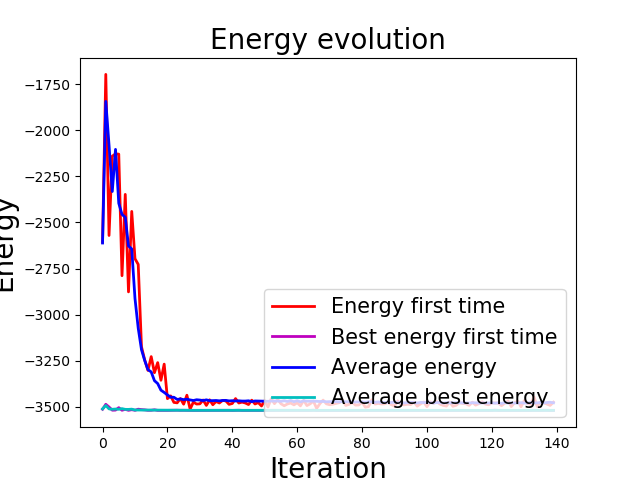 Energy evolution
Energy
−1750
−2000
−2250
−2500
−2750
−3000
−3250
−3500
Energy first time
Best energy first time
Average energy
Average best energy
0 20 40 60 80 100 120 140
Iteration